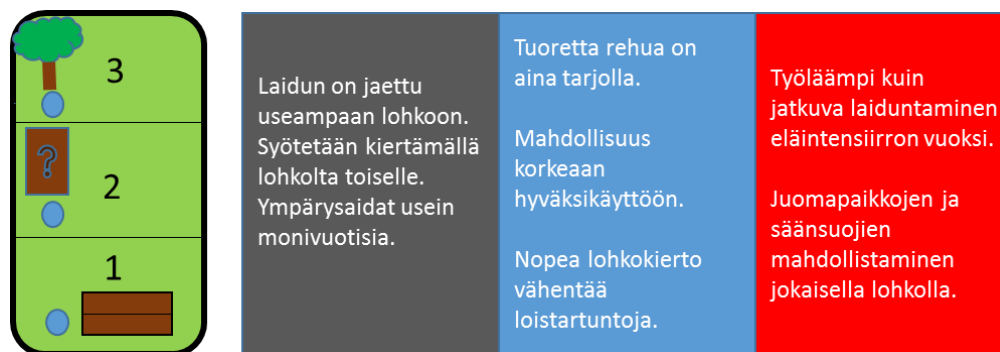 3
?
2
1
Laidun on jaettu
useampaan lohkoon.
Syötetään kiertämällä
lohkolta toiselle.
Ympärysaidat usein
monivuotisia.
Tuoretta rehua on
aina tarjolla.
Mahdollisuus
korkeaan
hyväksikäyttöön.
Nopea lohkokierto
vähentää
loistartuntoja.
Työläämpi kuin
jatkuva laiduntaminen
eläintensiirron vuoksi.
Juomapaikkojen ja
säänsuojien
mahdollistaminen
jokaisella lohkolla.